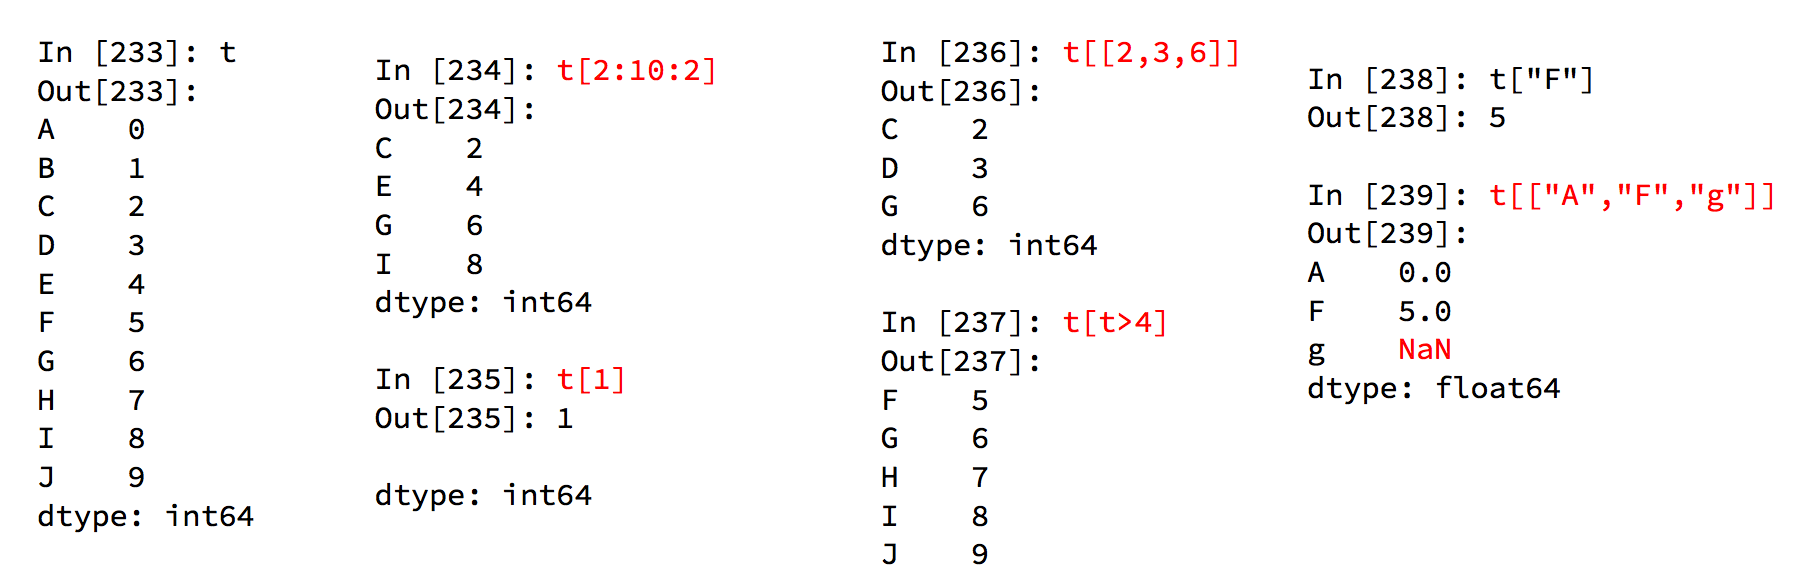 In [233]: t
Out[233]:
A    0
B    1
C    2
D    3
E    4
F    5
G    6
H    7
I    8
J    9
dtype: int64
In [234]: t[2:10:2]
Out[234]:
C    2
E    4
G    6
I    8
dtype: int64
In [235]: t[1]
Out[235]: 1
dtype: int64
In [236]: t[[2,3,6]]
Out[236]:
C    2
D    3
G    6
dtype: int64
In [237]: t[t>4]
Out[237]:
F    5
G    6
H    7
I    8
J    9
In [238]: t["F"]
Out[238]: 5
In [239]: t[["A","F","g"]]
Out[239]:
A    0.0
F    5.0
g    NaN
dtype: float64